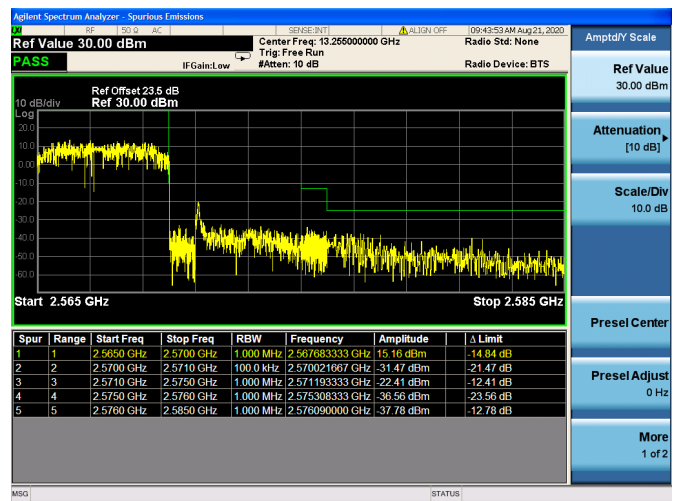 Agilent Spectrum Analyzer - Spurious Emissions
LXI RF 50 Ω AC SENSE:INT ALIGN OFF 09:43:53 AM Aug 21, 2020
Ref Value 30.00 dBm Center Freq: 13.255000000 GHz Radio Std: None
Trig: Free Run
PASS IFGain:Low #Atten: 10 dB Radio Device: BTS
Ref Offset 23.5 dB
10 dB/div Ref 30.00 dBm
Log
20.0
10.0
0.00
-10.0
-20.0
-30.0
-40.0
-50.0
-60.0
Start 2.565 GHz Stop 2.585 GHz
Spur Range Start Freq Stop Freq RBW Frequency Amplitude Δ Limit
1 1 2.5650 GHz 2.5700 GHz 1.000 MHz 2.567683333 GHz 15.16 dBm -14.84 dB
2 2 2.5700 GHz 2.5710 GHz 100.0 kHz 2.570021667 GHz -31.47 dBm -21.47 dB
3 3 2.5710 GHz 2.5750 GHz 1.000 MHz 2.571193333 GHz -22.41 dBm -12.41 dB
4 4 2.5750 GHz 2.5760 GHz 1.000 MHz 2.575308333 GHz -36.56 dBm -23.56 dB
5 5 2.5760 GHz 2.5850 GHz 1.000 MHz 2.576090000 GHz -37.78 dBm -12.78 dB
MSG STATUS
Amptd/Y Scale
Ref Value
30.00 dBm
Attenuation
[10 dB]
Scale/Div
10.0 dB
Presel Center
Presel Adjust
0 Hz
More
1 of 2